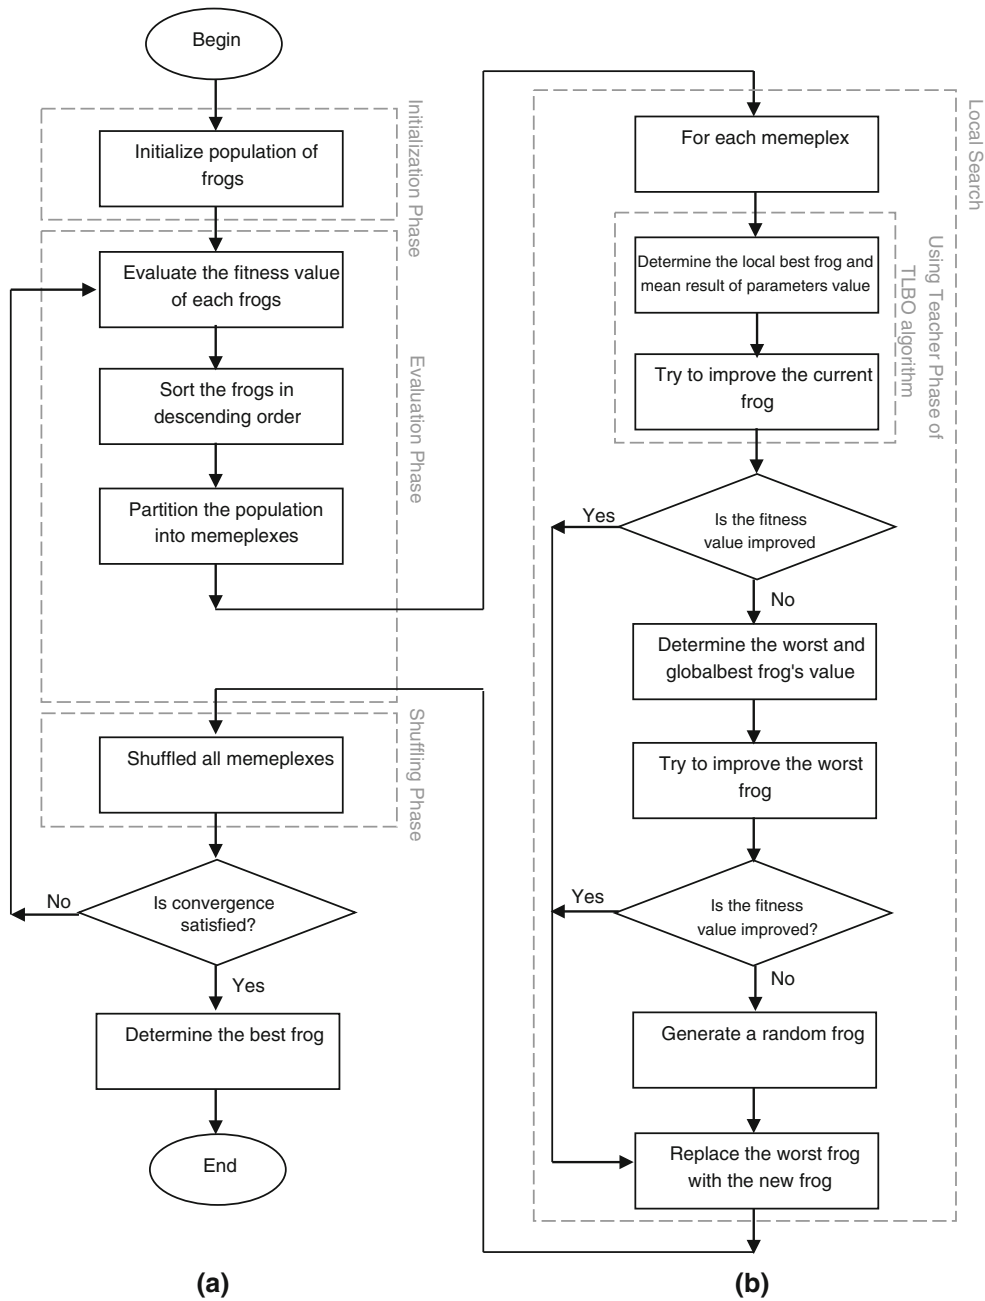 Begin
Initialization Phase
Initialize population of
frogs
Evaluation Phase
Evaluate the fitness value
of each frogs
Sort the frogs in
descending order
Partition the population
into memeplexes
Shuffling Phase
Shuffled all memeplexes
Is convergence
satisfied?
No
Yes
Determine the best frog
End
(a)
Local Search
For each memeplex
Using Teacher Phase of
TLBO algorithm
Determine the local best frog and
mean result of parameters value
Try to improve the current
frog
Is the fitness
value improved
Yes
No
Determine the worst and
globalbest frog's value
Try to improve the worst
frog
Is the fitness
value improved?
Yes
No
Generate a random frog
Replace the worst frog
with the new frog
(b)